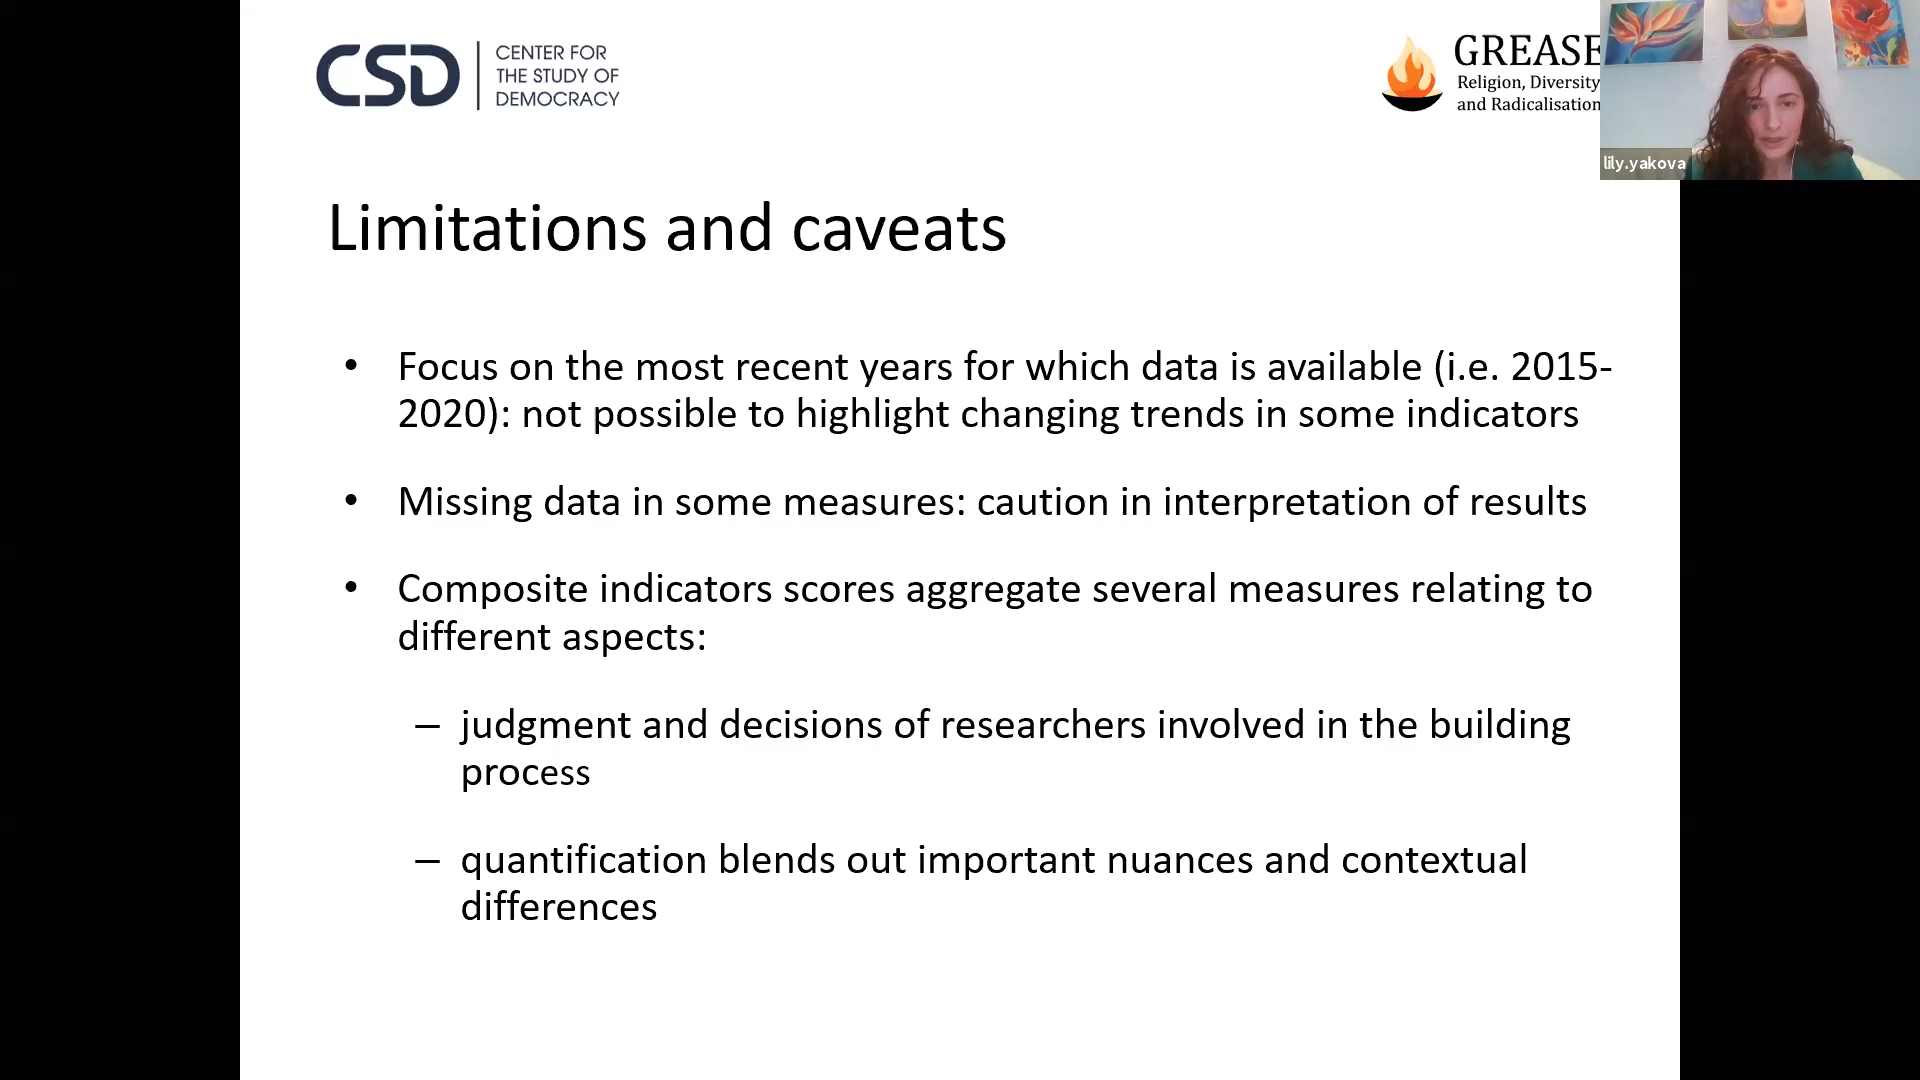 CSD
CENTER FOR
THE STUDY OF
DEMOCRACY
GREASE
Religion, Diversity
and Radicalisation
lily.yakova
Limitations and caveats
• Focus on the most recent years for which data is available (i.e. 2015-
2020): not possible to highlight changing trends in some indicators
• Missing data in some measures: caution in interpretation of results
• Composite indicators scores aggregate several measures relating to
different aspects:
– judgment and decisions of researchers involved in the building
process
– quantification blends out important nuances and contextual
differences